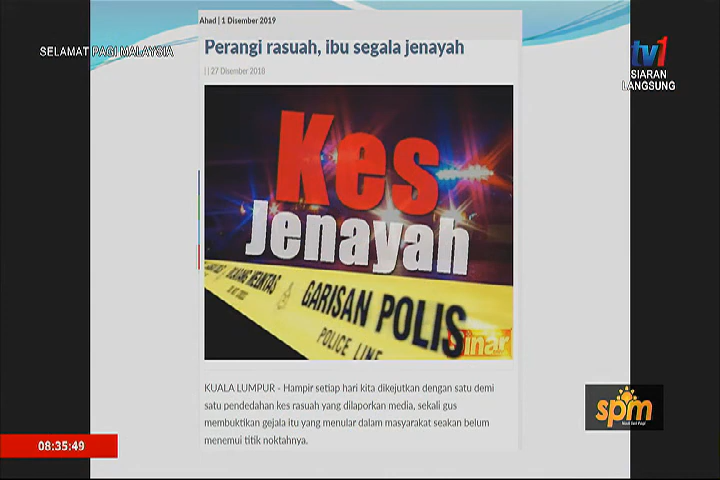 Ahad | 1 Disember 2019
Perangi rasuah, ibu segala jenayah
SELAMAT PAGI MALAYSIA
tv1
SIARAN
LANGSUNG
| | 27 Disember 2018
Kes
Jenayah
DILARANG MELINTAS
GARISAN POLIS
POLICE LINE
Sinar
KUALA LUMPUR - Hampir setiap hari kita dikejutkan dengan satu demi
satu pendedahan kes rasuah yang dilaporkan media, sekali gus
membuktikan gejala itu yang menular dalam masyarakat seakan belum
menemui titik noktahnya.
spm
08:35:49